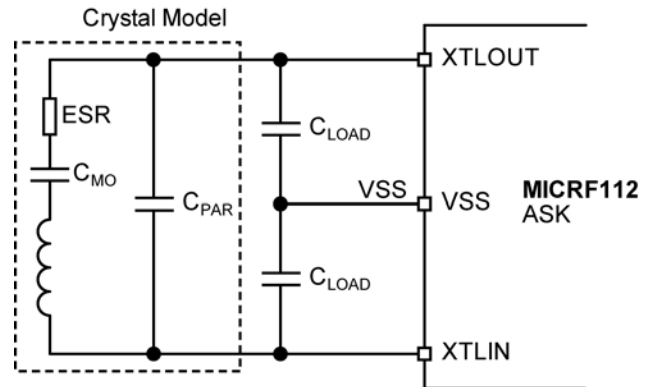 Crystal Model
XTLOUT
ESR
C_LOAD
C_MO
VSS
VSS
MICRF112
ASK
C_PAR
C_LOAD
XTLIN